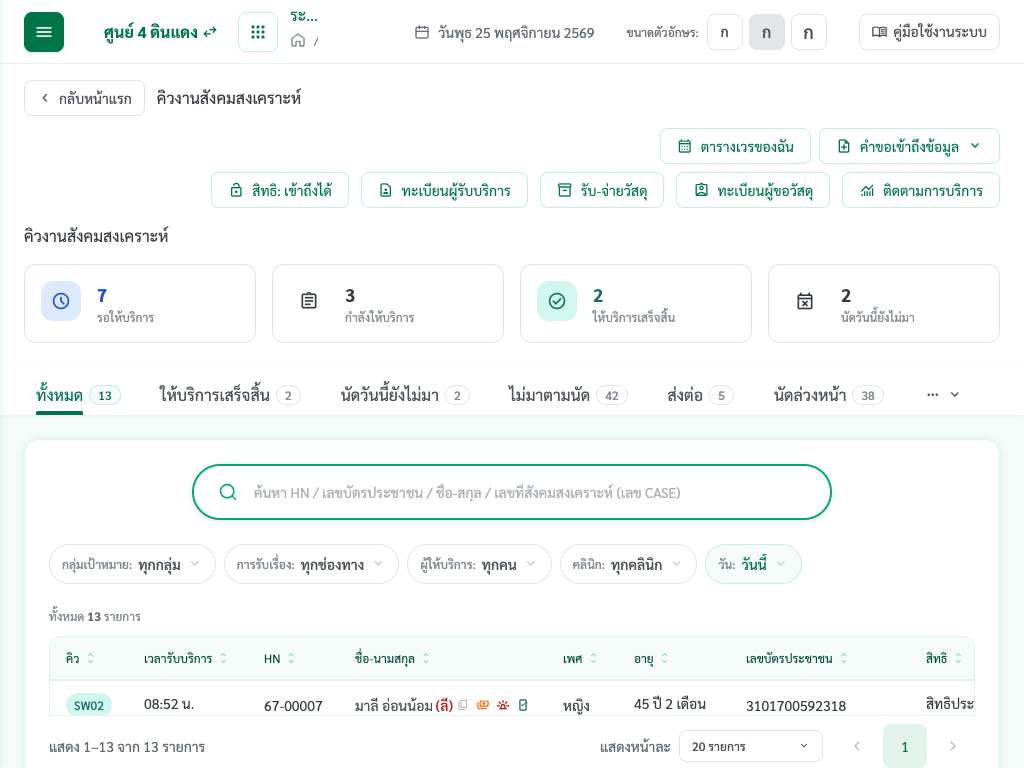 ศูนย์ 4 ดินแดง
ระ...
/
วันพุธ 25 พฤศจิกายน 2569
ขนาดตัวอักษร:
ก
ก
ก
คู่มือใช้งานระบบ
กลับหน้าแรก
คิวงานสังคมสงเคราะห์
ตารางเวรของฉัน
คำขอเข้าถึงข้อมูล
สิทธิ: เข้าถึงได้
ทะเบียนผู้รับบริการ
รับ-จ่ายวัสดุ
ทะเบียนผู้ขอวัสดุ
ติดตามการบริการ
คิวงานสังคมสงเคราะห์
7
รอให้บริการ
3
กำลังให้บริการ
2
ให้บริการเสร็จสิ้น
2
นัดวันนี้ยังไม่มา
ทั้งหมด 13
ให้บริการเสร็จสิ้น 2
นัดวันนี้ยังไม่มา 2
ไม่มาตามนัด 42
ส่งต่อ 5
นัดล่วงหน้า 38
ค้นหา HN / เลขบัตรประชาชน / ชื่อ-สกุล / เลขที่สังคมสงเคราะห์ (เลข CASE)
กลุ่มเป้าหมาย: ทุกกลุ่ม
การรับเรื่อง: ทุกช่องทาง
ผู้ให้บริการ: ทุกคน
คลินิก: ทุกคลินิก
วัน: วันนี้
ทั้งหมด 13 รายการ
คิว เวลารับบริการ HN ชื่อ-นามสกุล เพศ อายุ เลขบัตรประชาชน สิทธิ
SW02 08:52 น. 67-00007 มาลี อ่อนน้อม (ลี) หญิง 45 ปี 2 เดือน 3101700592318 สิทธิประ
แสดง 1–13 จาก 13 รายการ
แสดงหน้าละ 20 รายการ
1